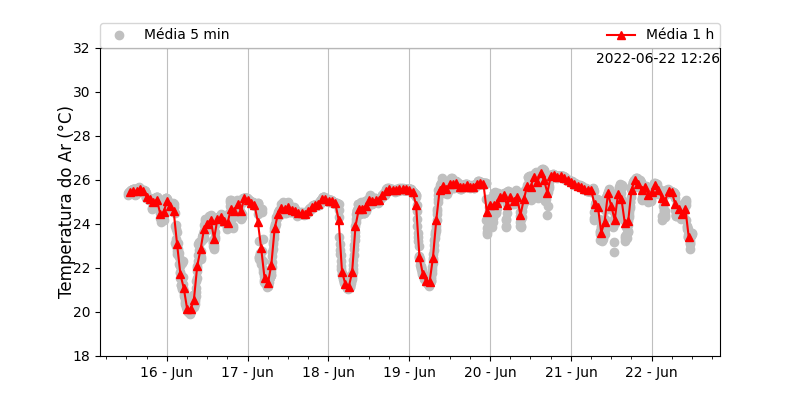 Média 5 min
Média 1 h
2022-06-22 12:26
Temperatura do Ar (°C)
32
30
28
26
24
22
20
18
16 - Jun
17 - Jun
18 - Jun
19 - Jun
20 - Jun
21 - Jun
22 - Jun